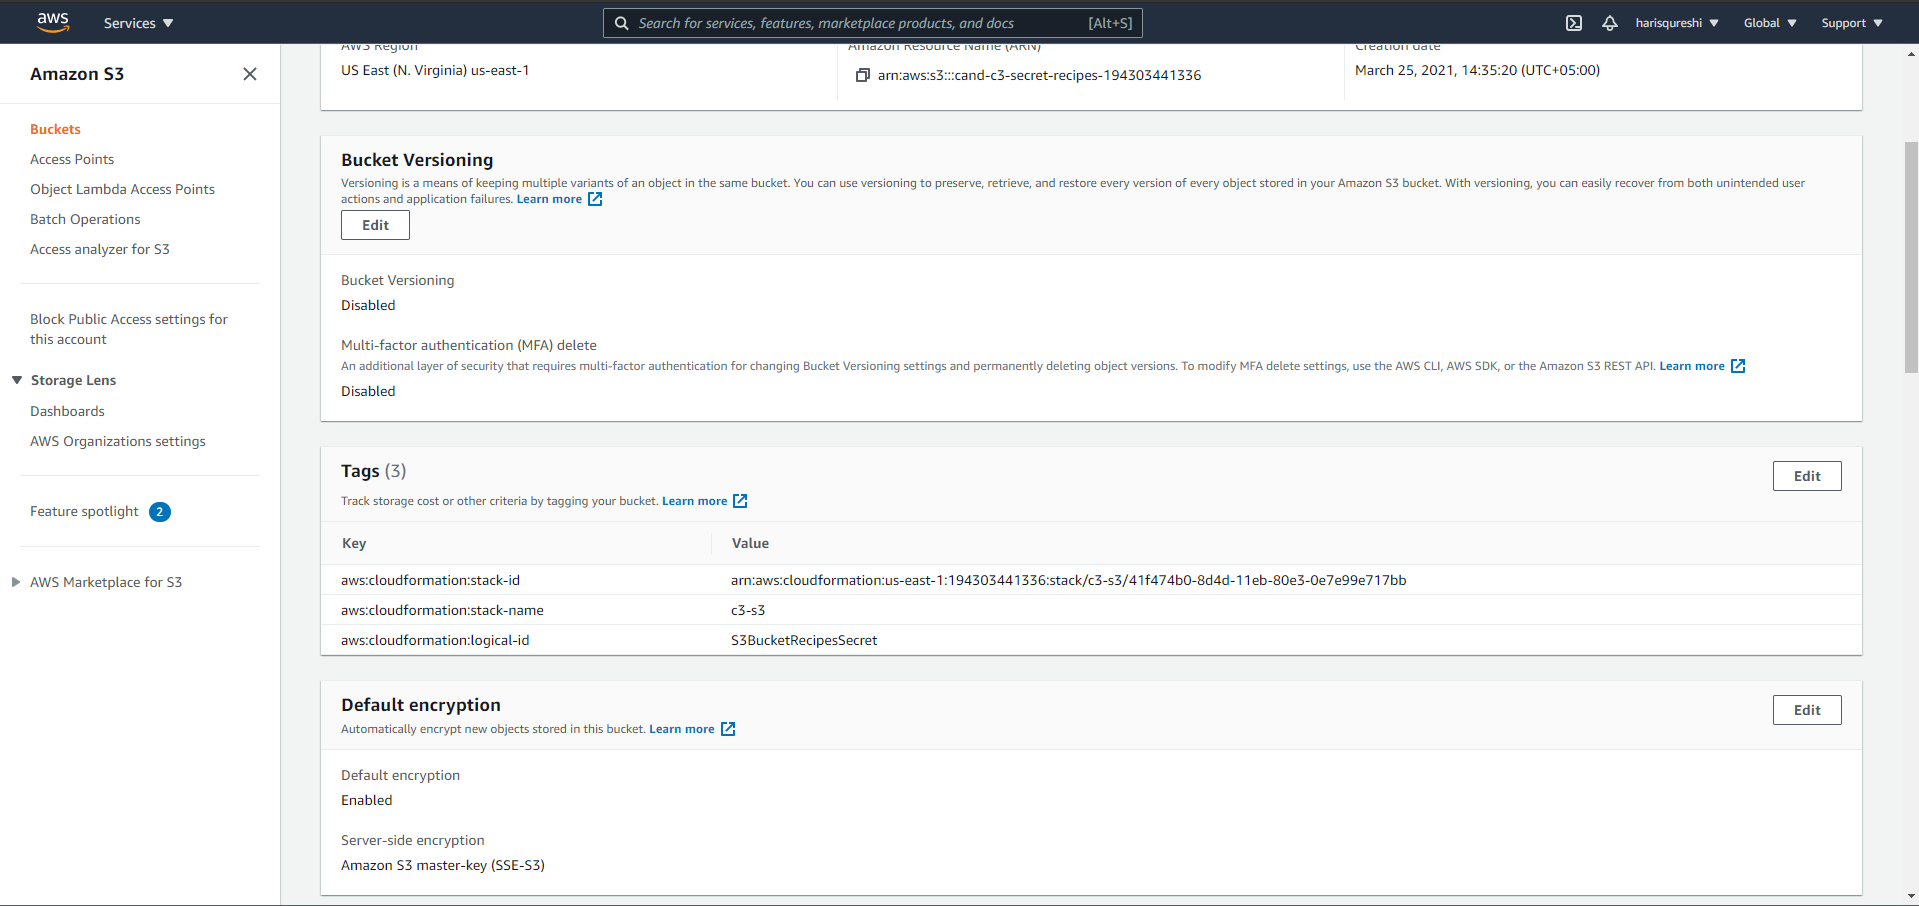 aws
Services
Search for services, features, marketplace products, and docs [Alt+S]
harisqureshi
Global
Support
Amazon S3
Buckets
Access Points
Object Lambda Access Points
Batch Operations
Access analyzer for S3
Block Public Access settings for
this account
Storage Lens
Dashboards
AWS Organizations settings
Feature spotlight 2
AWS Marketplace for S3
AWS Region
US East (N. Virginia) us-east-1
Amazon Resource Name (ARN)
arn:aws:s3:::cand-c3-secret-recipes-194303441336
Creation date
March 25, 2021, 14:35:20 (UTC+05:00)
Bucket Versioning
Versioning is a means of keeping multiple variants of an object in the same bucket. You can use versioning to preserve, retrieve, and restore every version of every object stored in your Amazon S3 bucket. With versioning, you can easily recover from both unintended user
actions and application failures. Learn more
Edit
Bucket Versioning
Disabled
Multi-factor authentication (MFA) delete
An additional layer of security that requires multi-factor authentication for changing Bucket Versioning settings and permanently deleting object versions. To modify MFA delete settings, use the AWS CLI, AWS SDK, or the Amazon S3 REST API. Learn more
Disabled
Tags (3)
Edit
Track storage cost or other criteria by tagging your bucket. Learn more
Key Value
aws:cloudformation:stack-id arn:aws:cloudformation:us-east-1:194303441336:stack/c3-s3/41f474b0-8d4d-11eb-80e3-0e7e99e717bb
aws:cloudformation:stack-name c3-s3
aws:cloudformation:logical-id S3BucketRecipesSecret
Default encryption
Edit
Automatically encrypt new objects stored in this bucket. Learn more
Default encryption
Enabled
Server-side encryption
Amazon S3 master-key (SSE-S3)